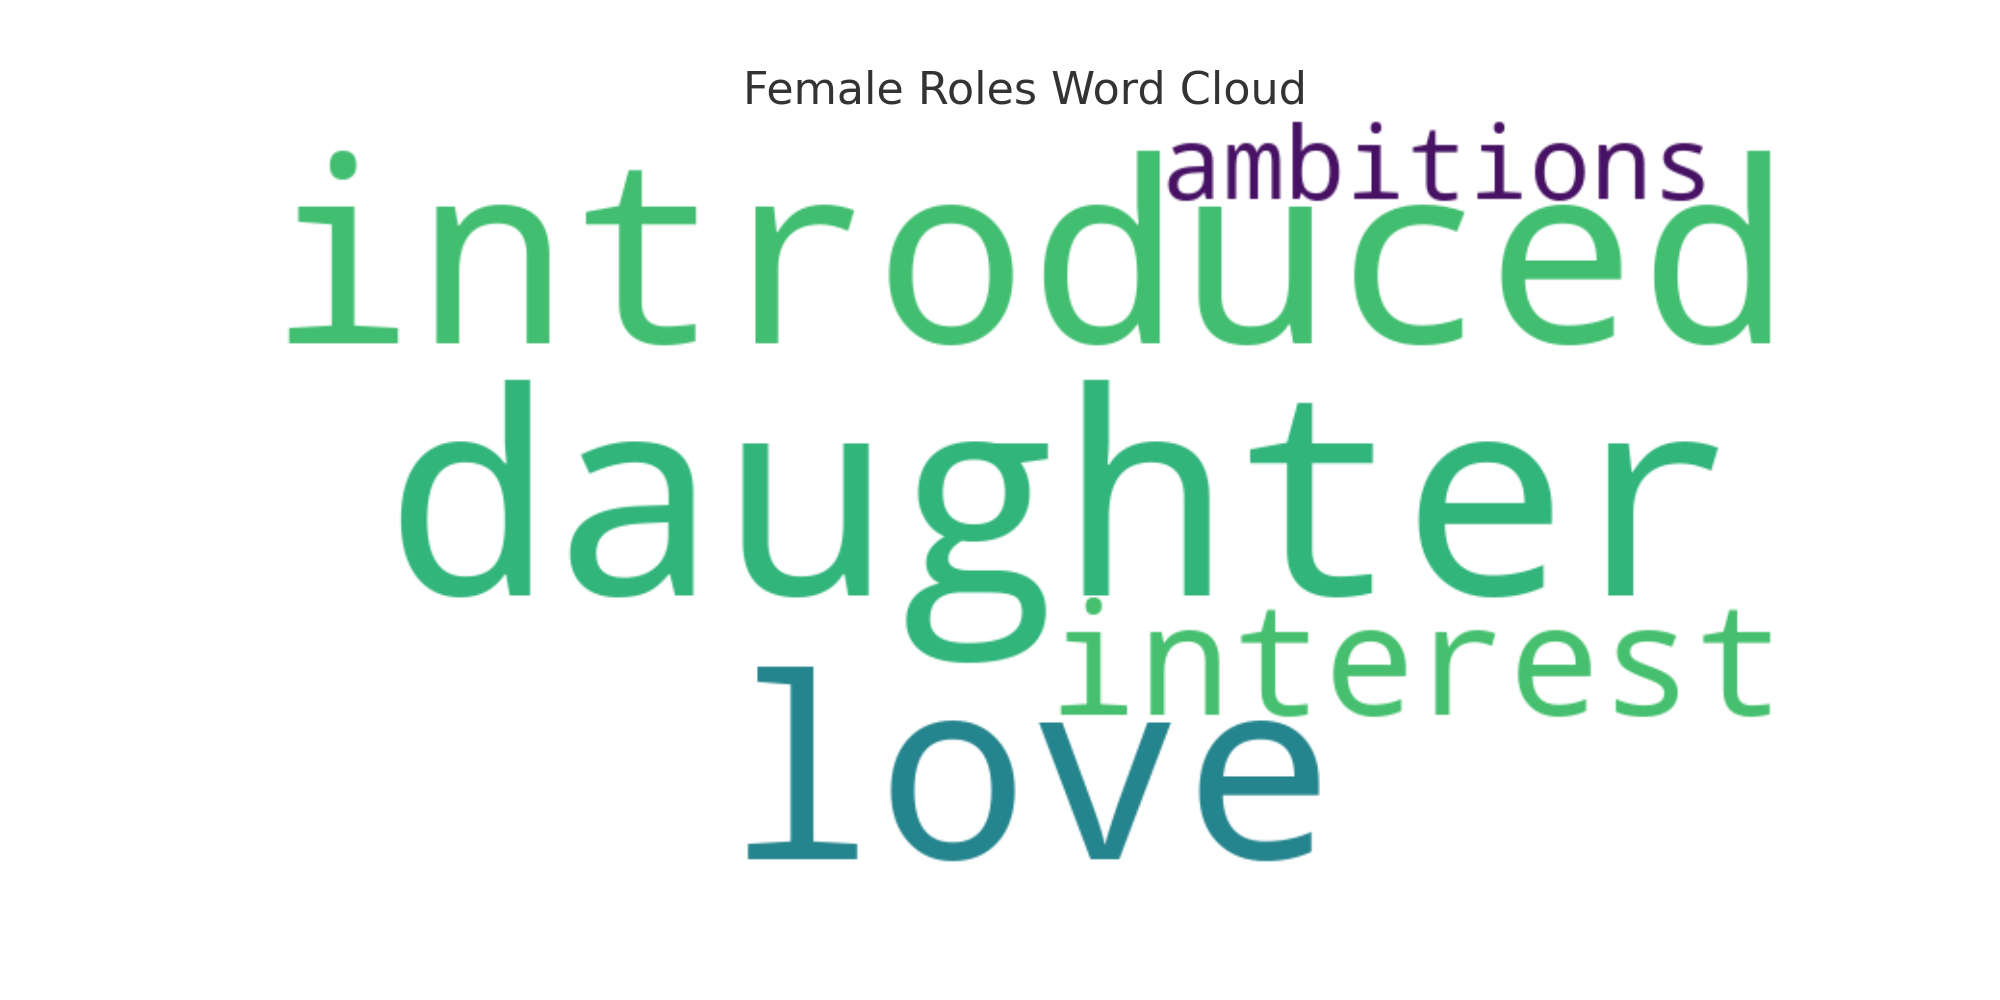 Female Roles Word Cloud
ambitions
introduced
daughter
interest
love